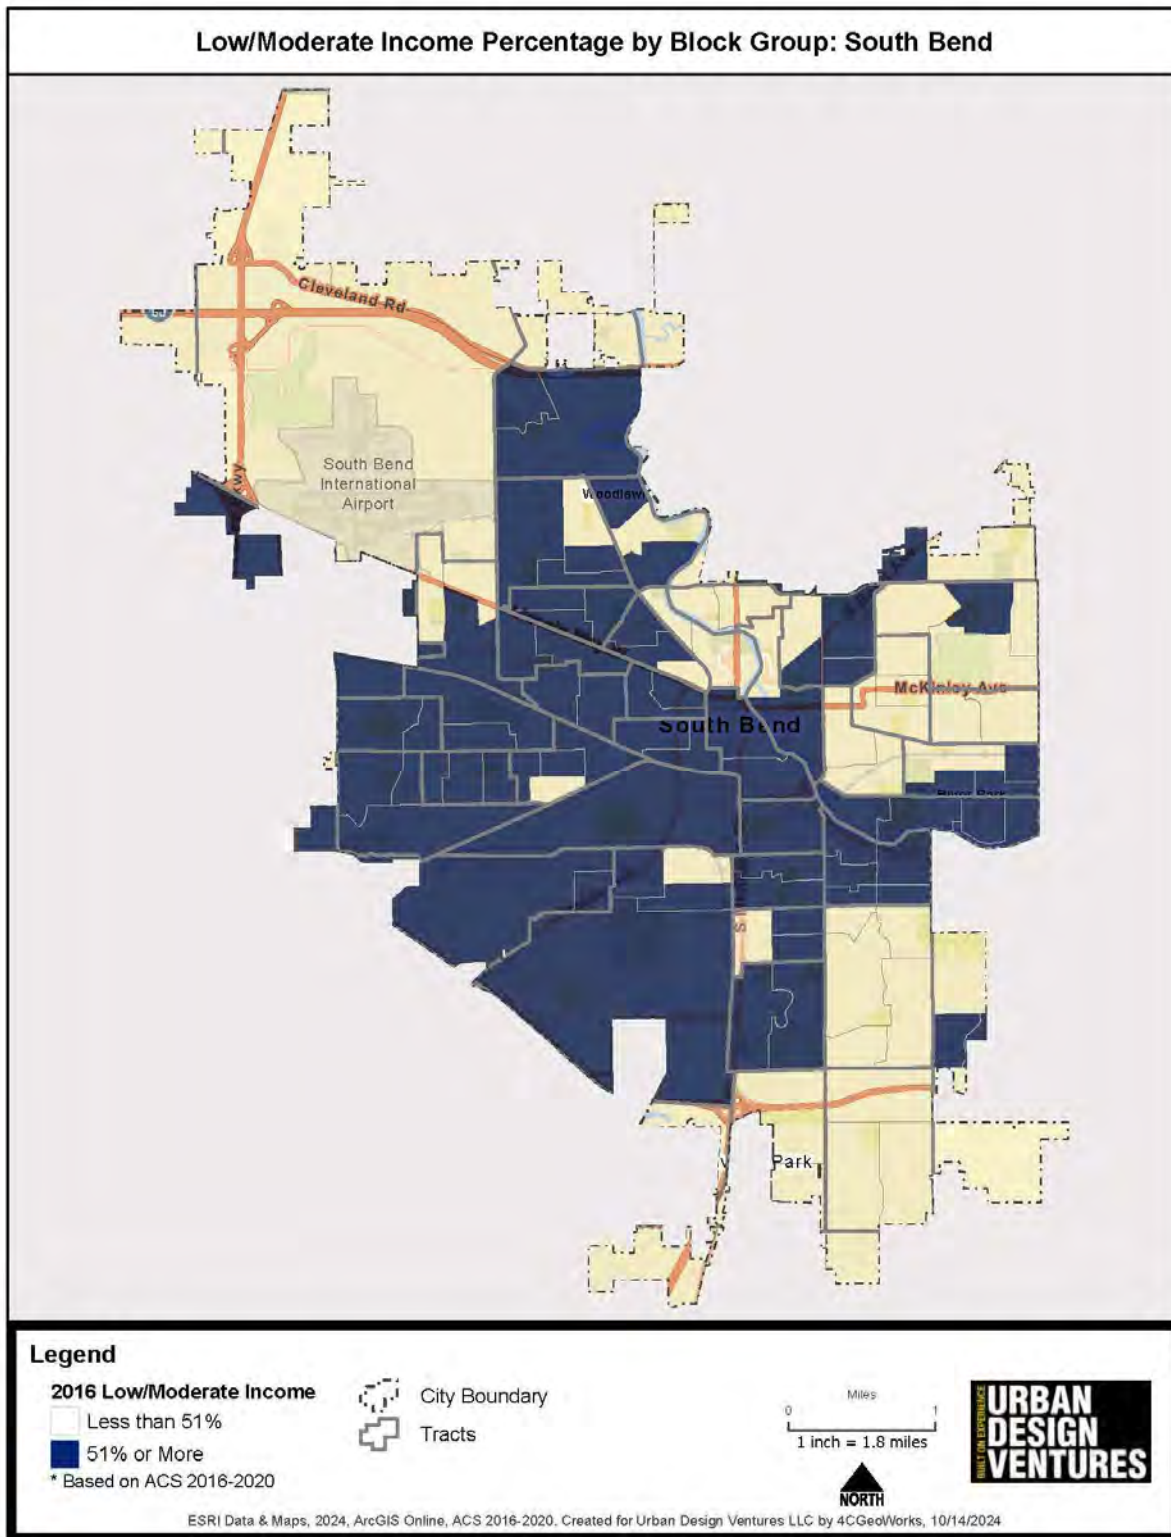 Low/Moderate Income Percentage by Block Group: South Bend
Cleveland Rd
South Bend
International
Airport
McKinley Ave
South Bend
Park
Legend
2016 Low/Moderate Income
Less than 51%
51% or More
* Based on ACS 2016-2020
City Boundary
Tracts
Miles
0 1
1 inch = 1.8 miles
NORTH
BUILT ON EXPERIENCE
URBAN
DESIGN
VENTURES
ESRI Data & Maps, 2024, ArcGIS Online, ACS 2016-2020. Created for Urban Design Ventures LLC by 4CGeoWorks, 10/14/2024